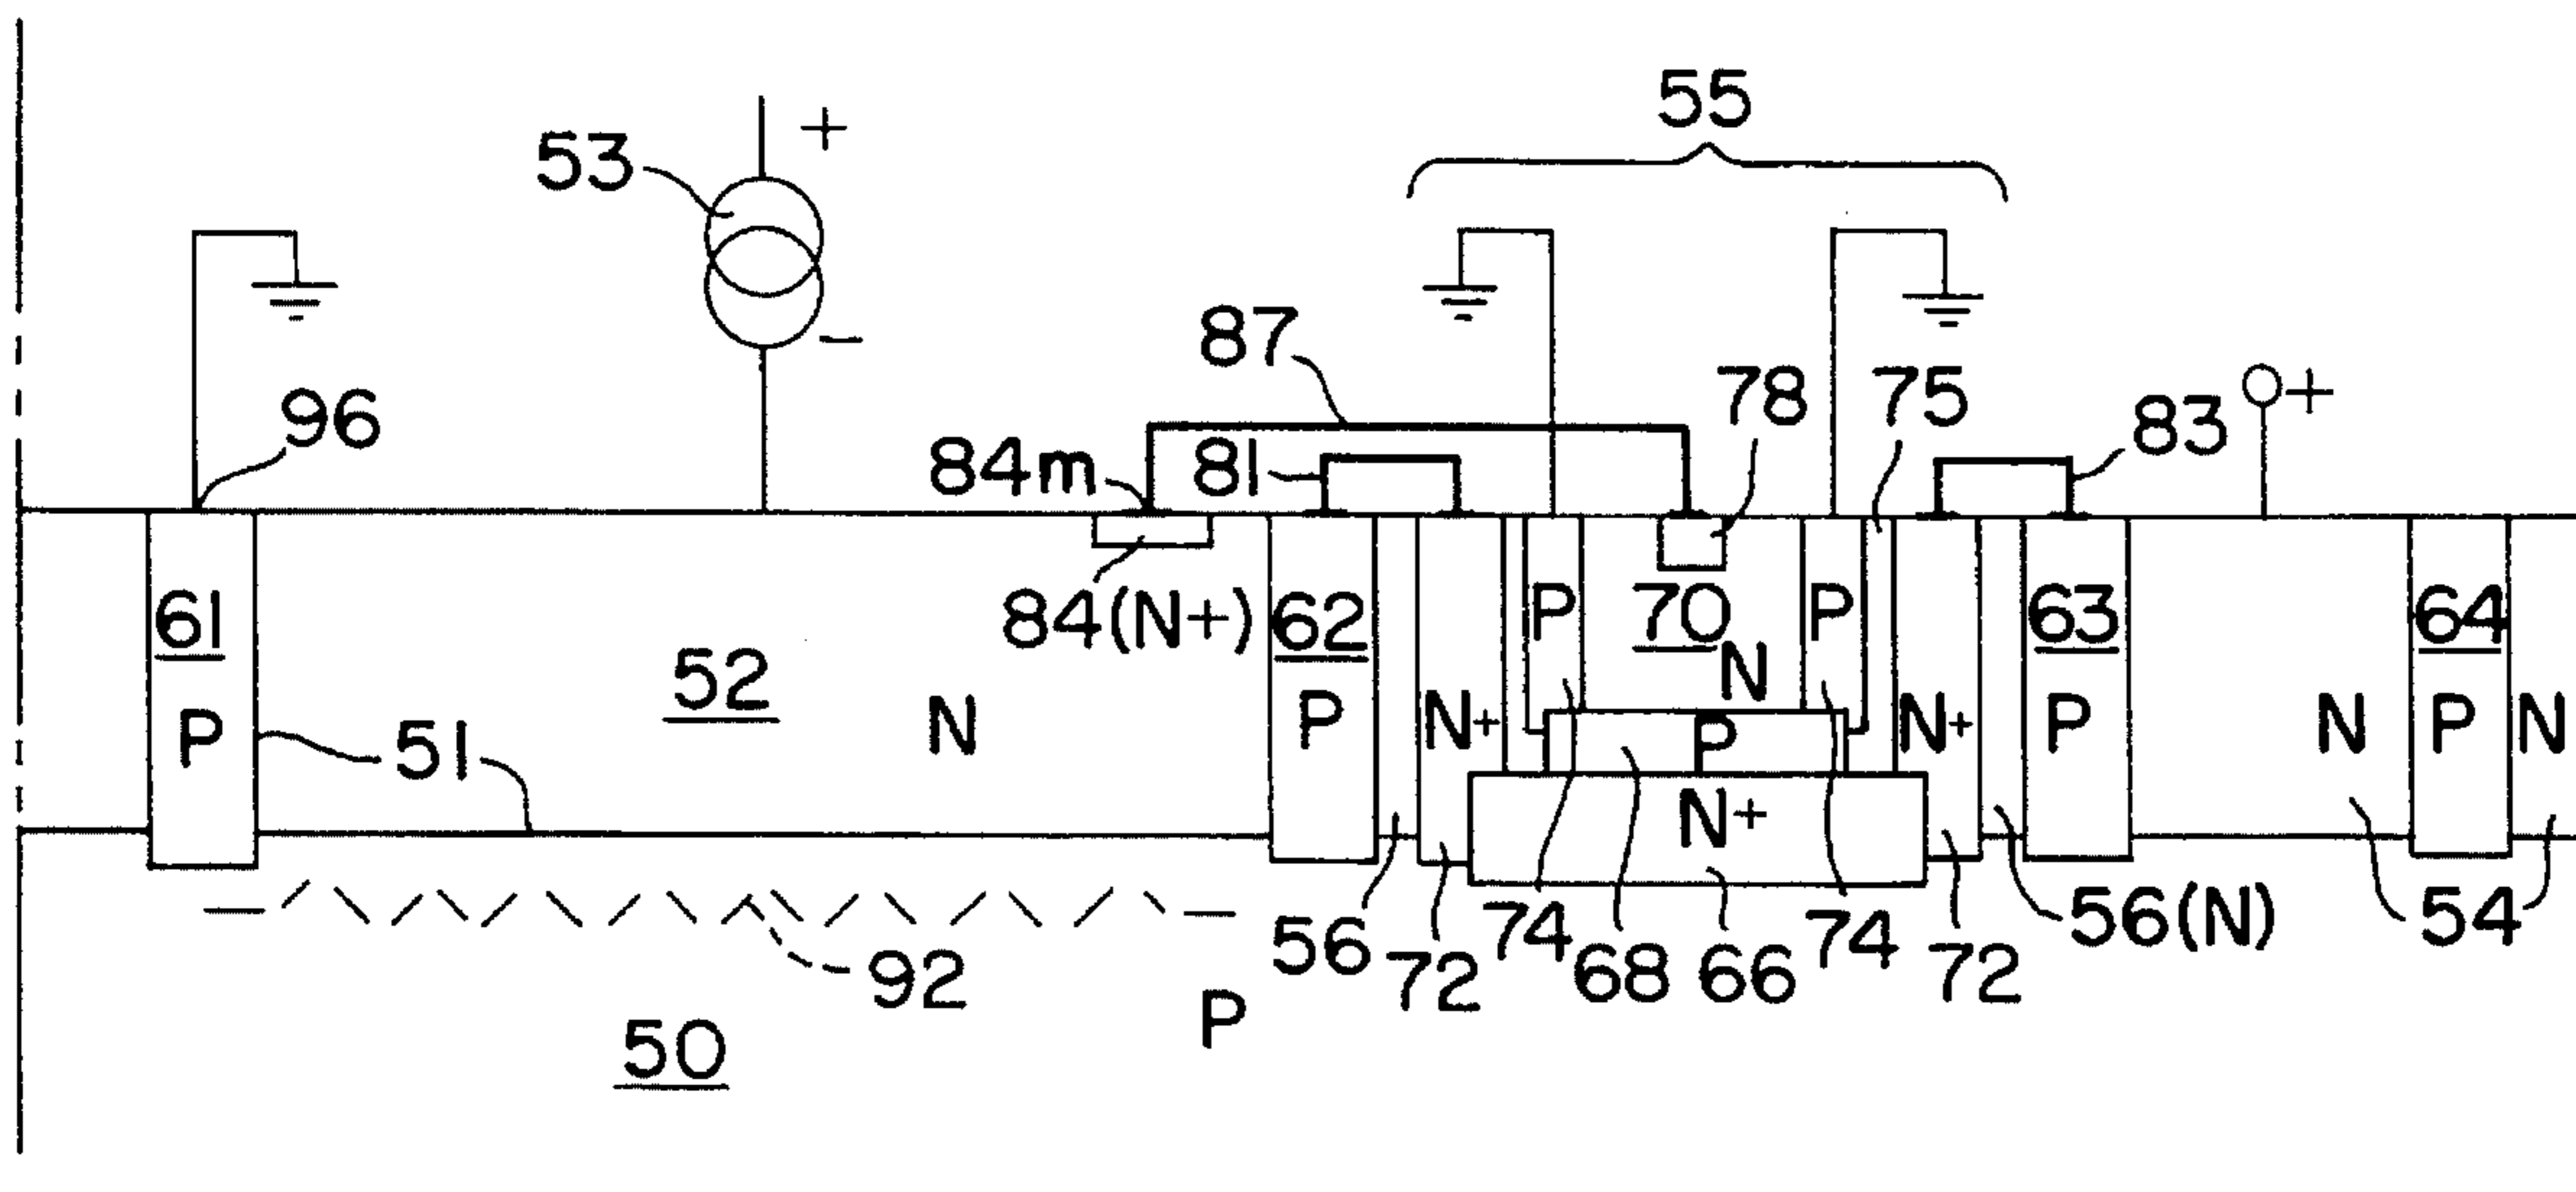 55
53 +
−
87
78 75
+
96
83
84m 81
84(N+)
61 62 P 70 P 63 64
52 N
P 51 N P N+ P N+ P N P N
N+
56 72 74 68 66 74 72 56(N) 54
92
P
50